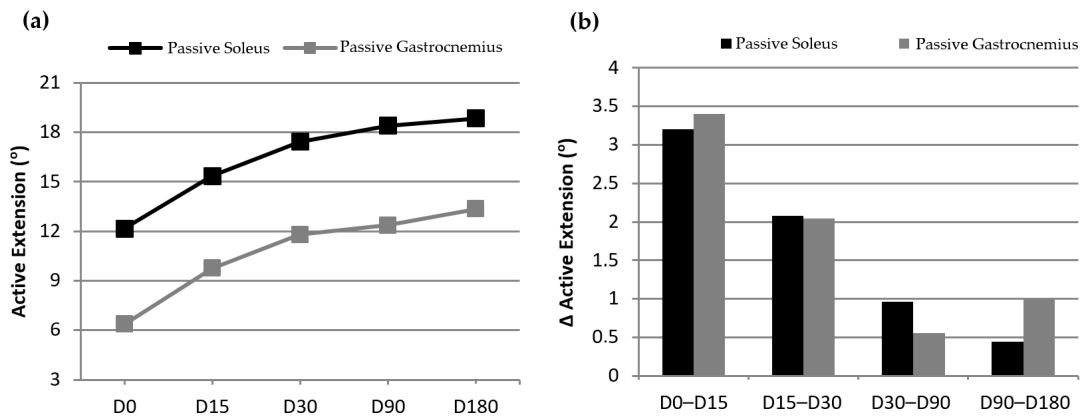 (a)
Passive Soleus Passive Gastrocnemius
Active Extension (°)
21
18
15
12
9
6
3
D0 D15 D30 D90 D180
(b)
Passive Soleus Passive Gastrocnemius
Δ Active Extension (°)
4
3.5
3
2.5
2
1.5
1
0.5
0
D0–D15 D15–D30 D30–D90 D90–D180